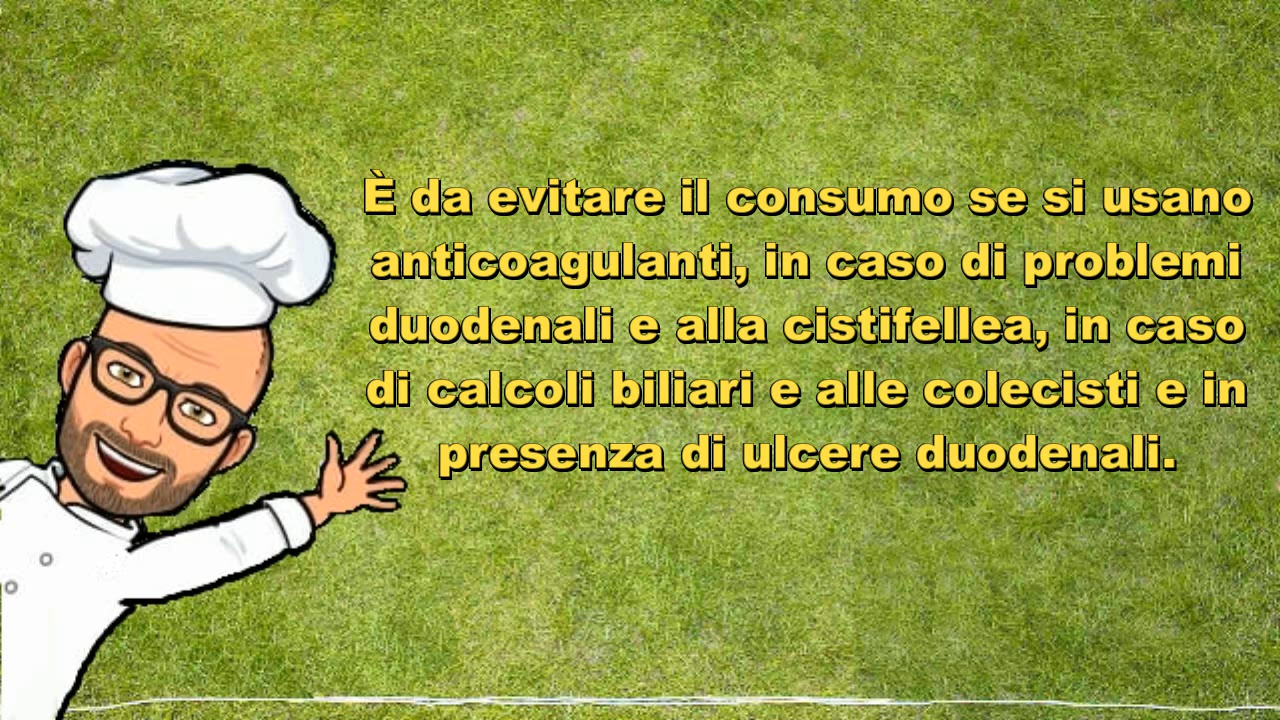 È da evitare il consumo se si usano
anticoagulanti, in caso di problemi
duodenali e alla cistifellea, in caso
di calcoli biliari e alle colecisti e in
presenza di ulcere duodenali.